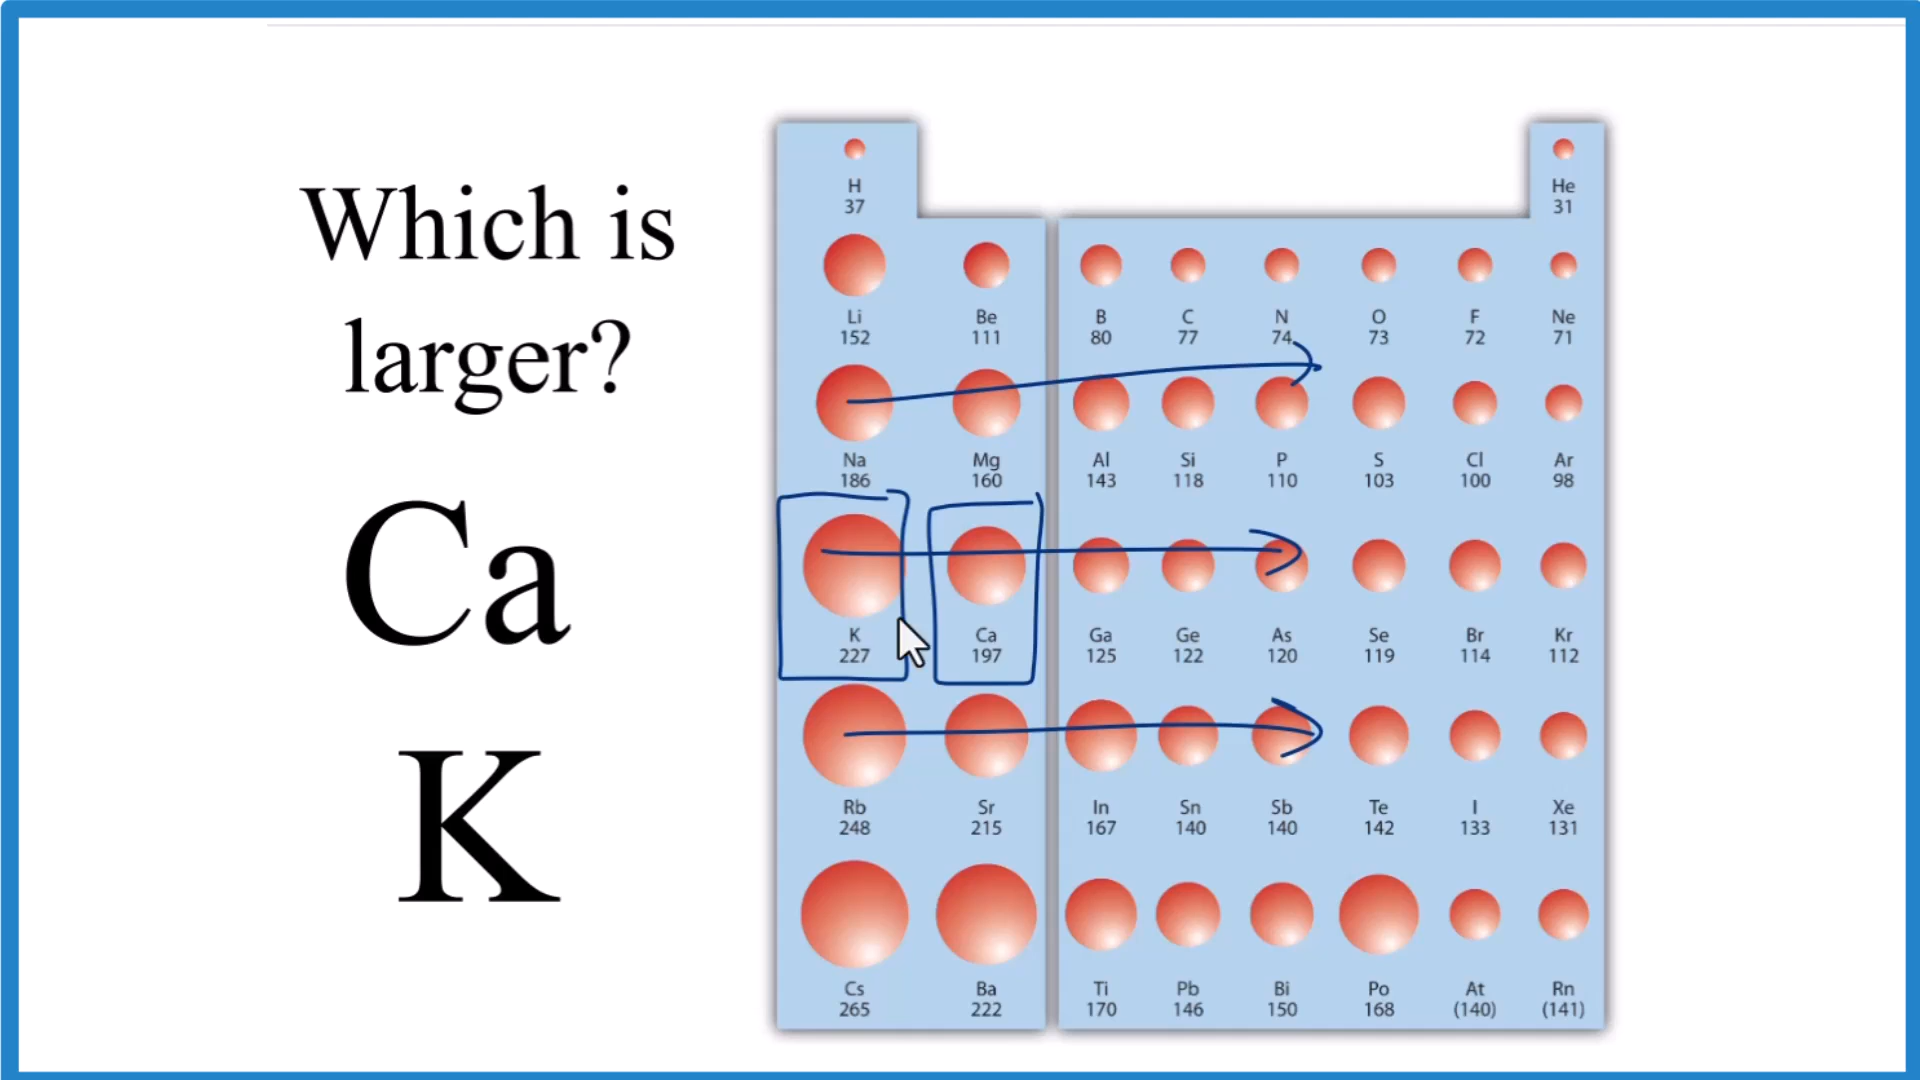 Which is
larger?
Ca
K
H He
37 31
Li Be B C N O F Ne
152 111 80 77 74 73 72 71
Na Mg Al Si P S Cl Ar
186 160 143 118 110 103 100 98
K Ca Ga Ge As Se Br Kr
227 197 125 122 120 119 114 112
Rb Sr In Sn Sb Te I Xe
248 215 167 140 140 142 133 131
Cs Ba Ti Pb Bi Po At Rn
265 222 170 146 150 168 (140) (141)